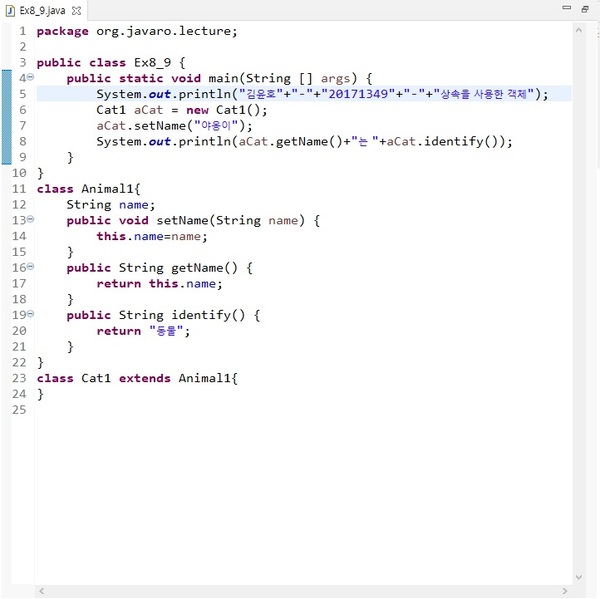 Ex8_9.java
1 package org.javaro.lecture;
2
3 public class Ex8_9 {
4 public static void main(String [] args) {
5 System.out.println("김윤호"+"-"+"20171349"+"-"+"상속을 사용한 객체");
6 Cat1 aCat = new Cat1();
7 aCat.setName("야옹이");
8 System.out.println(aCat.getName()+"는 "+aCat.identify());
9 }
10 }
11 class Animal1{
12 String name;
13 public void setName(String name) {
14 this.name=name;
15 }
16 public String getName() {
17 return this.name;
18 }
19 public String identify() {
20 return "동물";
21 }
22 }
23 class Cat1 extends Animal1{
24 }
25